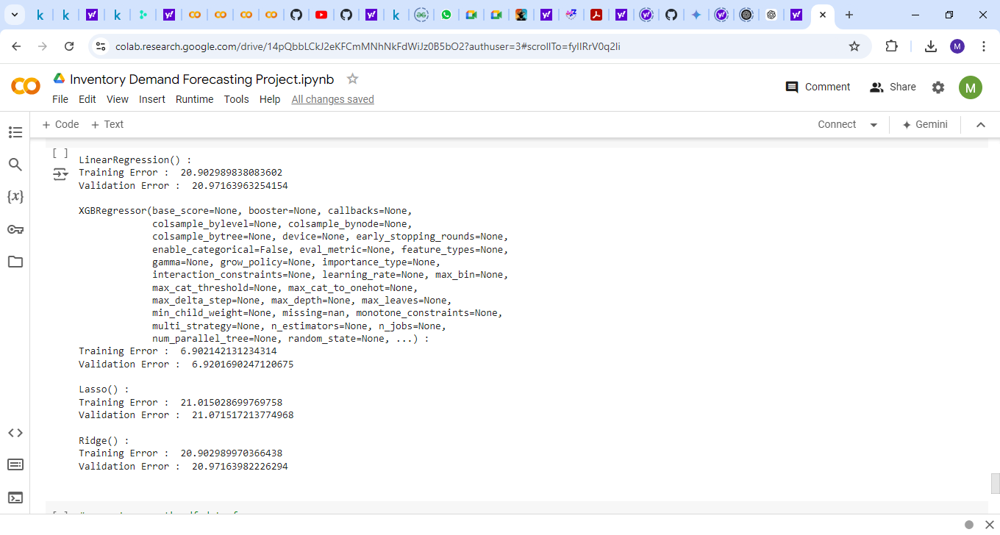 colab.research.google.com/drive/14pQbbLCkJ2eKFCmMNhNkFdWiJz0B5bO2?authuser=3#scrollTo=fyIlRrV0q2li
M
Inventory Demand Forecasting Project.ipynb
File Edit View Insert Runtime Tools Help All changes saved
Comment Share M
+ Code + Text Connect Gemini
[ ]
LinearRegression() :
Training Error :  20.902989838083602
Validation Error :  20.97163963254154
XGBRegressor(base_score=None, booster=None, callbacks=None,
colsample_bylevel=None, colsample_bynode=None,
colsample_bytree=None, device=None, early_stopping_rounds=None,
enable_categorical=False, eval_metric=None, feature_types=None,
gamma=None, grow_policy=None, importance_type=None,
interaction_constraints=None, learning_rate=None, max_bin=None,
max_cat_threshold=None, max_cat_to_onehot=None,
max_delta_step=None, max_depth=None, max_leaves=None,
min_child_weight=None, missing=nan, monotone_constraints=None,
multi_strategy=None, n_estimators=None, n_jobs=None,
num_parallel_tree=None, random_state=None, ...) :
Training Error :  6.902142131234314
Validation Error :  6.9201690247120675
Lasso() :
Training Error :  21.015028699769758
Validation Error :  21.071517213774968
Ridge() :
Training Error :  20.902989970366438
Validation Error :  20.97163982226294